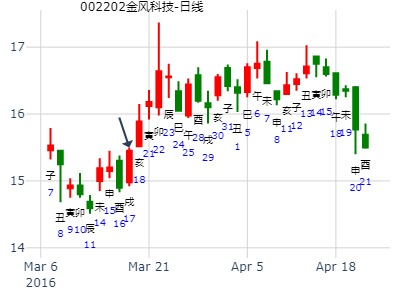 002202金风科技-日线
17
16
15
14
子
7
丑
8
寅
9
卯
10
辰
11
未
14
申
15
酉
16
戌
17
亥
18
寅
21
卯
22
辰
23
巳
24
午
25
酉
28
戌
29
亥
30
子
31
丑
1
巳
5
午
6
未
7
申
8
亥
11
子
12
丑
13
寅
14
卯
15
午
18
未
19
申
20
酉
21
Mar 6
2016
Mar 21
Apr 5
Apr 18